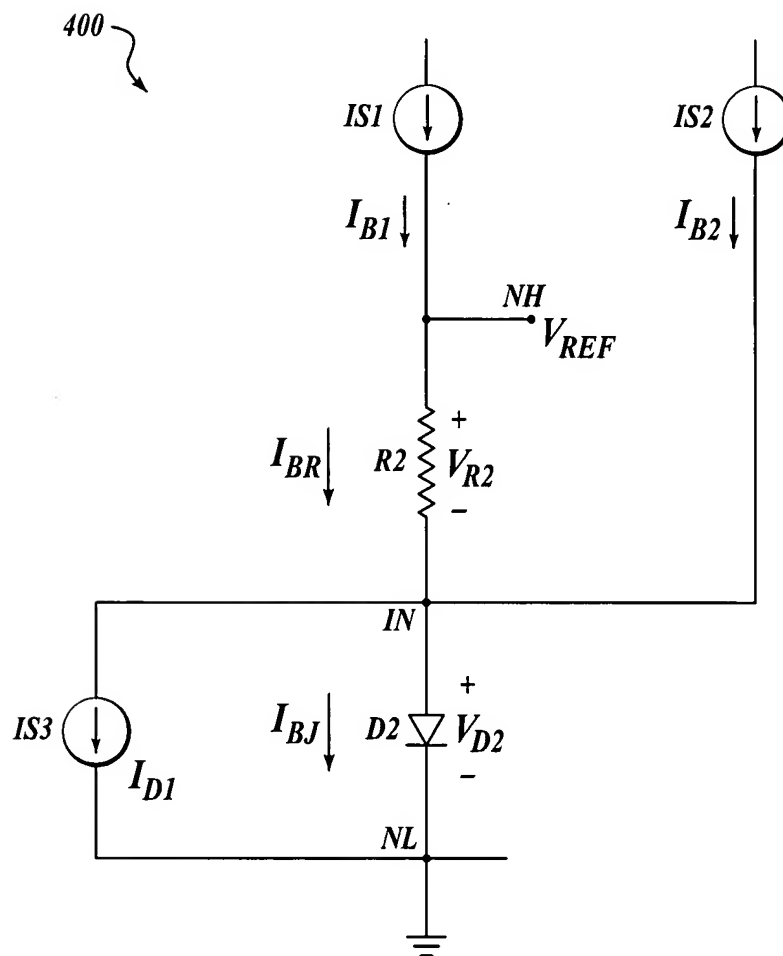 400
IS1
IS2
I_B1
I_B2
NH
V_REF
+
I_BR
R2
V_R2
−
IN
+
IS3
I_BJ
D2
V_D2
I_D1
−
NL